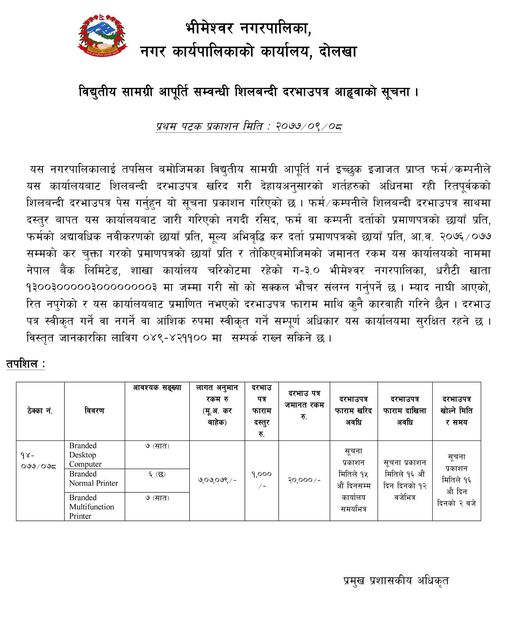 भीमेश्वर नगरपालिका,
नगर कार्यपालिकाको कार्यालय, दोलखा
विद्युतीय सामग्री आपूर्ति सम्वन्धी शिलबन्दी दरभाउपत्र आह्वाको सूचना ।
प्रथम पटक प्रकाशन मिति : २०७७/०९/०८
यस नगरपालिकालाई तपसिल वमोजिमका विद्युतीय सामाग्री आपूर्ति गर्न इच्छुक इजाजत प्राप्त फर्म/कम्पनीले
यस कार्यालयबाट शिलबन्दी दरभाउपत्र खरिद गरी देहायअनुसारको शर्तहरुको अधिनमा रही रितपूर्वकको
शिलबन्दी दरभाउपत्र पेस गर्नुहुन यो सूचना प्रकाशन गरिएको छ । फर्म/कम्पनीले शिलबन्दी दरभाउपत्र साथमा
दस्तुर बापत यस कार्यालयबाट जारी गरिएको नगदी रसिद, फर्म वा कम्पनी दर्ताको प्रमाणपत्रको छायाँ प्रति,
फर्मको अद्यावधिक नवीकरणको छायाँ प्रति, मूल्य अभिवृद्धि कर दर्ता प्रमाणपत्रको छायाँ प्रति, आ.व. २०७६/०७७
सम्मको कर चुक्ता गरको प्रमाणपत्रको छायाँ प्रति र तोकिएवमोजिमको जमानत रकम यस कार्यालयको नाममा
नेपाल बैंक लिमिटेड, शाखा कार्यालय चरिकोटमा रहेको ग-३.० भीमेश्वर नगरपालिका, धरौटी खाता
मा जम्मा गरी सो को सक्कल भौचर संलग्न गर्नुपर्ने छ । म्याद नाघी आएको,
रित नपुगेको र यस कार्यालयबाट प्रमाणित नभएको दरभाउपत्र फाराम माथि कुनै कारवाही गरिने छैन । दरभाउ
पत्र स्वीकृत गर्ने वा नगर्ने वा आंशिक रुपमा स्वीकृत गर्ने सम्पूर्ण अधिकार यस कार्यालयमा सुरक्षित रहने छ ।
विस्तृत जानकारिका लाविग ०४९-४२११०० मा सम्पर्क राख्न सकिने छ ।
तपशिल :
ठेक्का नं. विवरण आवश्यक सङ्ख्या लागत अनुमान रकम रु (मू.अ. कर वाहेक) दरभाउ पत्र फाराम दस्तुर रु. दरभाउ पत्र जमानत रकम रु. दरभाउपत्र फाराम खरिद अवधि दरभाउपत्र फाराम दाखिला अवधि दरभाउपत्र खोल्ने मिति र समय
१४-०७७/०७८ Branded Desktop Computer ७ (सात) ७,०७,०७९/- १,०००/- २०,०००/- सूचना प्रकाशन मितिले १५ औं दिनसम्म कार्यालय समयभित्र सूचना प्रकाशन मितिले १६ औं दिन दिनको १२ वजेभित्र सूचना प्रकाशन मितिले १६ औं दिन दिनको २ वजे
Branded Normal Printer ६ (छ)
Branded Multifunction Printer ७ (सात)
प्रमुख प्रशासकीय अधिकृत